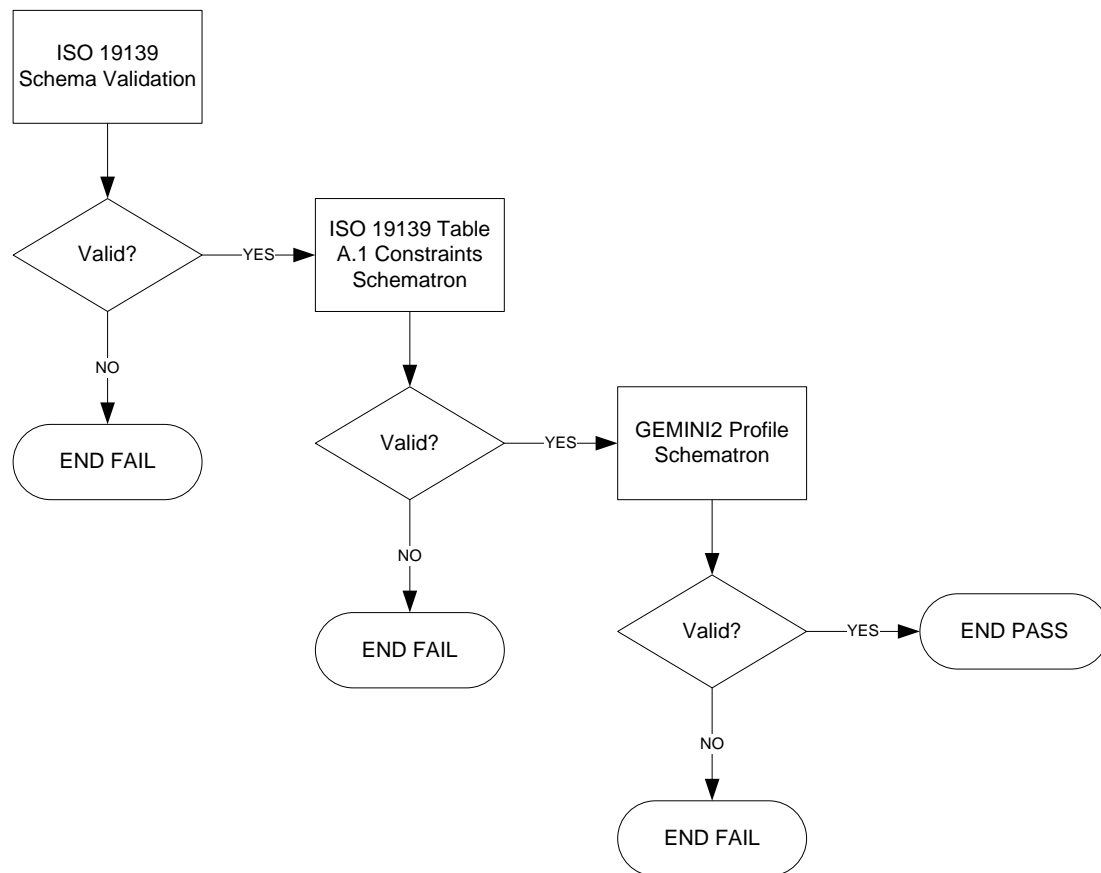 ISO 19139
Schema Validation
Valid?
YES
ISO 19139 Table
A.1 Constraints
Schematron
NO
END FAIL
Valid?
YES
GEMINI2 Profile
Schematron
NO
END FAIL
Valid?
YES
END PASS
NO
END FAIL